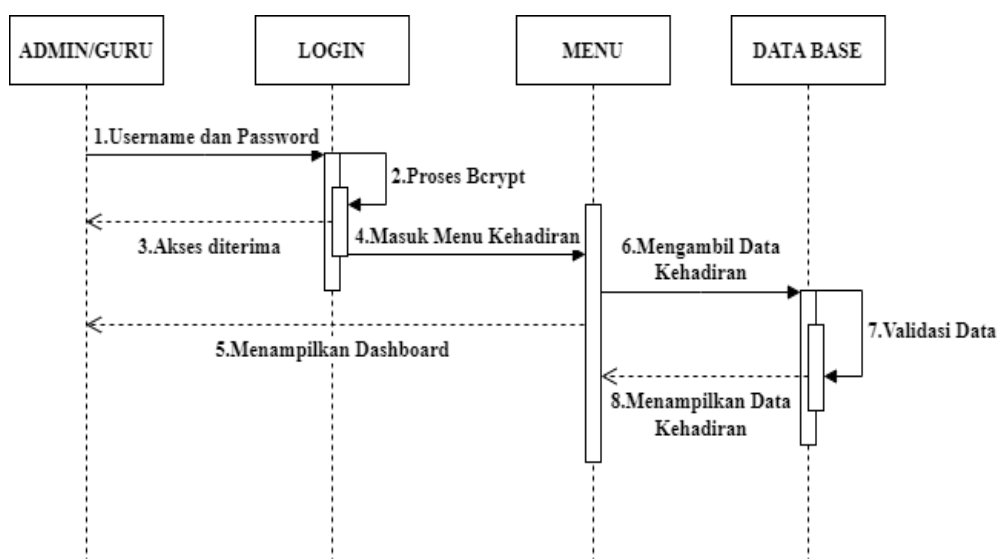 ADMIN/GURU
LOGIN
MENU
DATA BASE
1.Username dan Password
2.Proses Bcrypt
3.Akses diterima
4.Masuk Menu Kehadiran
6.Mengambil Data
Kehadiran
5.Menampilkan Dashboard
7.Validasi Data
8.Menampilkan Data
Kehadiran